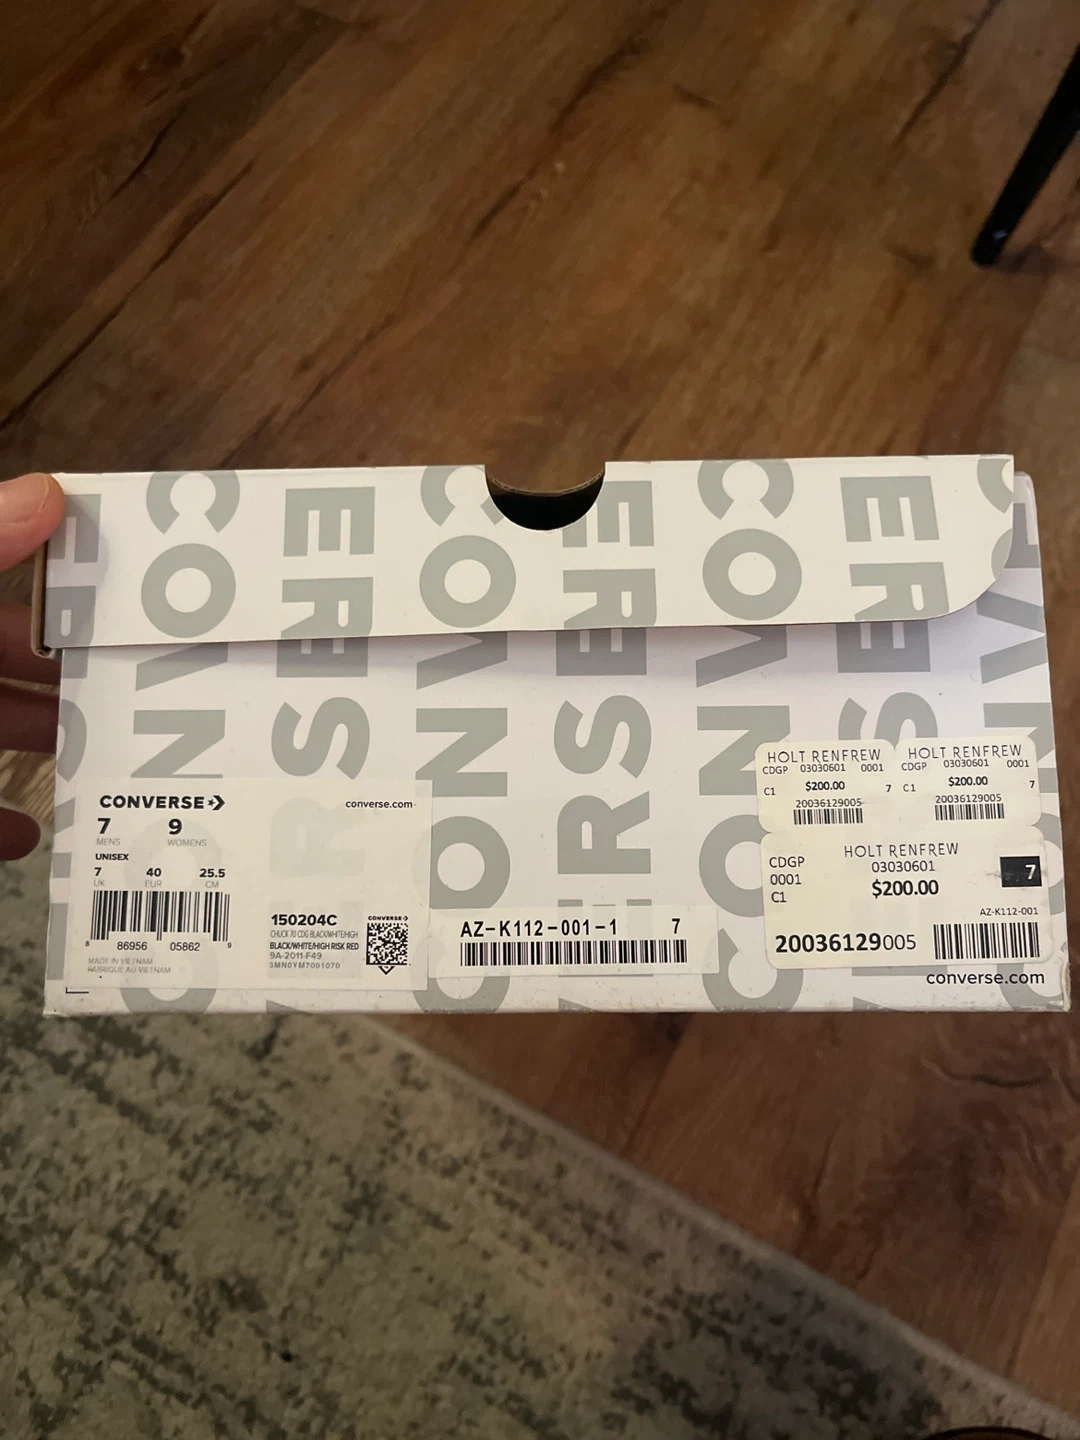 CONVERSE
CONVERSE
CONVERSE
CONVERSE
converse.com
7 9
MENS WOMENS
UNISEX
7 40 25.5
UK EUR CM
8 86956 05862 9
MADE IN VIETNAM
FABRIQUE AU VIETNAM
150204C
CHUCK 70 CDG BLACK/WHITE/HIGH
BLACK/WHITE/HIGH RISK RED
9A-2011-F49
3MN0YM7001070
CONVERSE
AZ-K112-001-1 7
HOLT RENFREW
CDGP 03030601 0001
C1 $200.00 7
20036129005
HOLT RENFREW
CDGP 03030601 0001
C1 $200.00 7
20036129005
HOLT RENFREW
CDGP 03030601
0001 $200.00 7
C1
AZ-K112-001
20036129005
converse.com